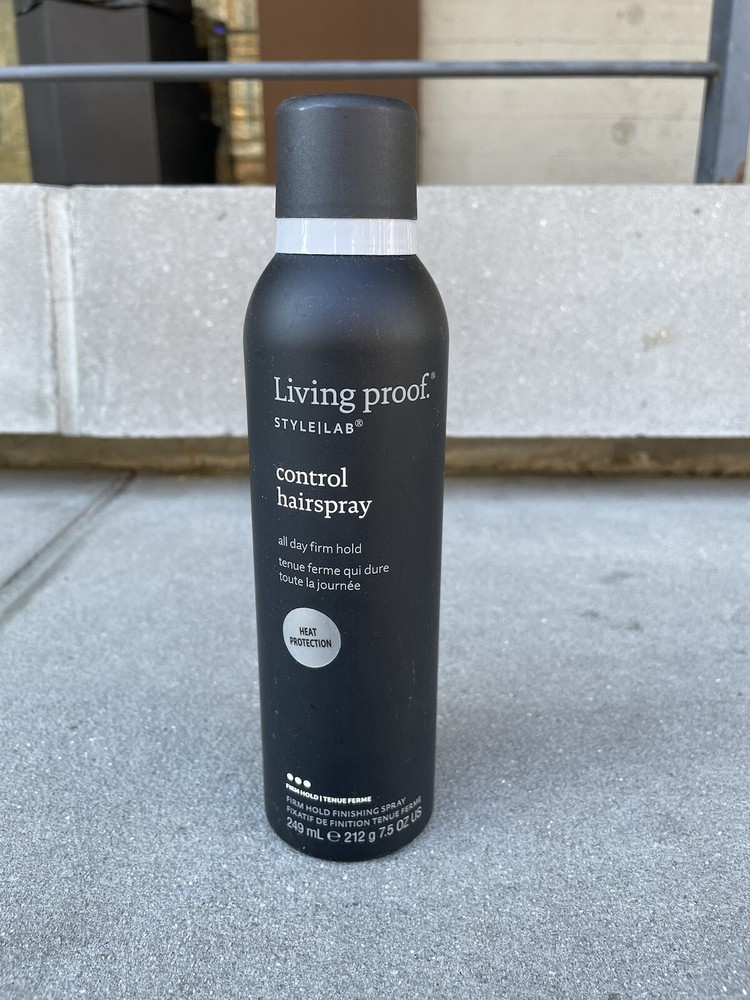 Living proof.®
STYLE|LAB®
control
hairspray
all day firm hold
tenue ferme qui dure
toute la journée
HEAT
PROTECTION
FIRM HOLD | TENUE FERME
FIRM HOLD FINISHING SPRAY
FIXATIF DE FINITION TENUE FERME
249 mL ℮ 212 g 7.5 OZ US